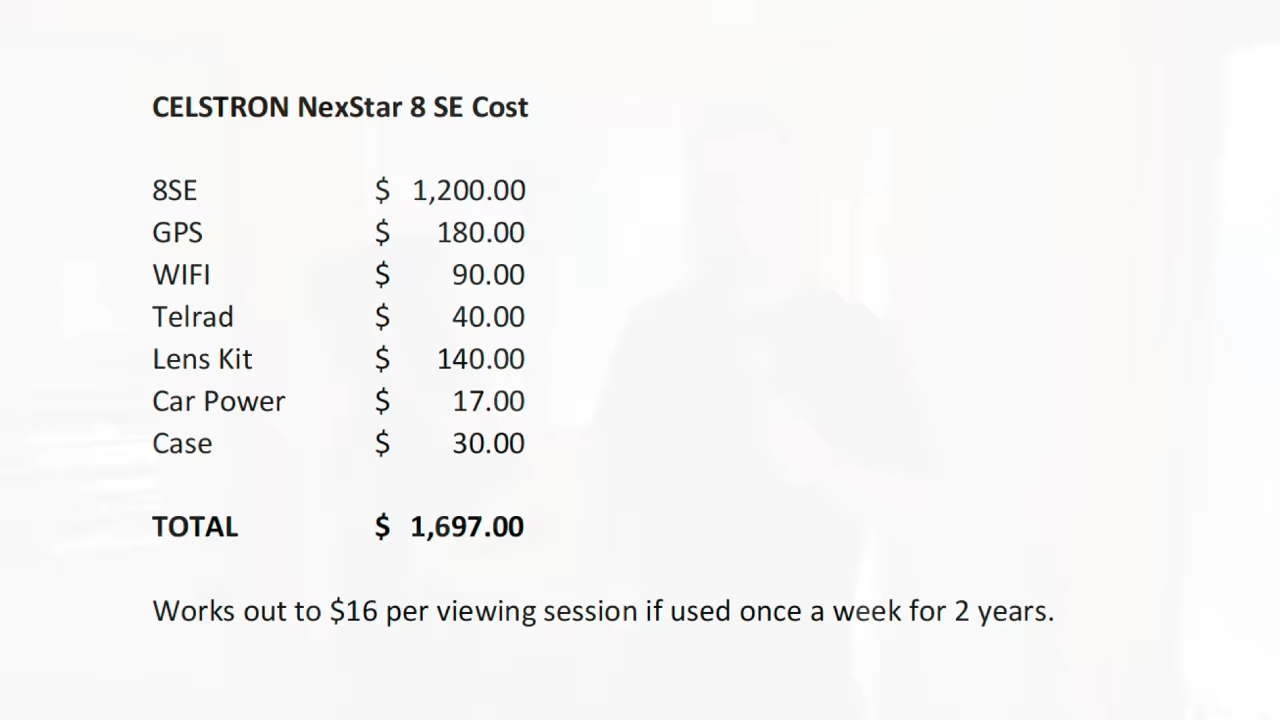 CELSTRON NexStar 8 SE Cost
8SE $ 1,200.00
GPS $ 180.00
WIFI $ 90.00
Telrad $ 40.00
Lens Kit $ 140.00
Car Power $ 17.00
Case $ 30.00
TOTAL $ 1,697.00
Works out to $16 per viewing session if used once a week for 2 years.